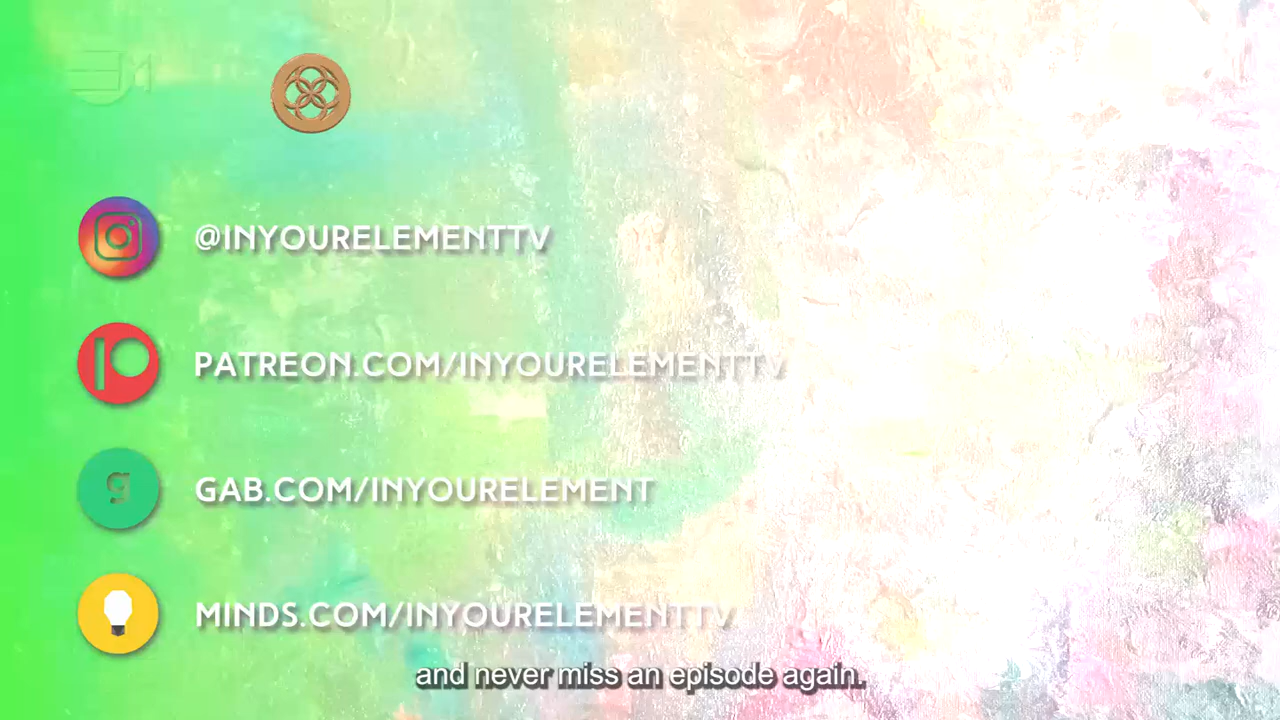 @INYOURELEMENTTV
PATREON.COM/INYOURELEMENTTV
g
GAB.COM/INYOURELEMENT
MINDS.COM/INYOURELEMENTTV
and never miss an episode again.